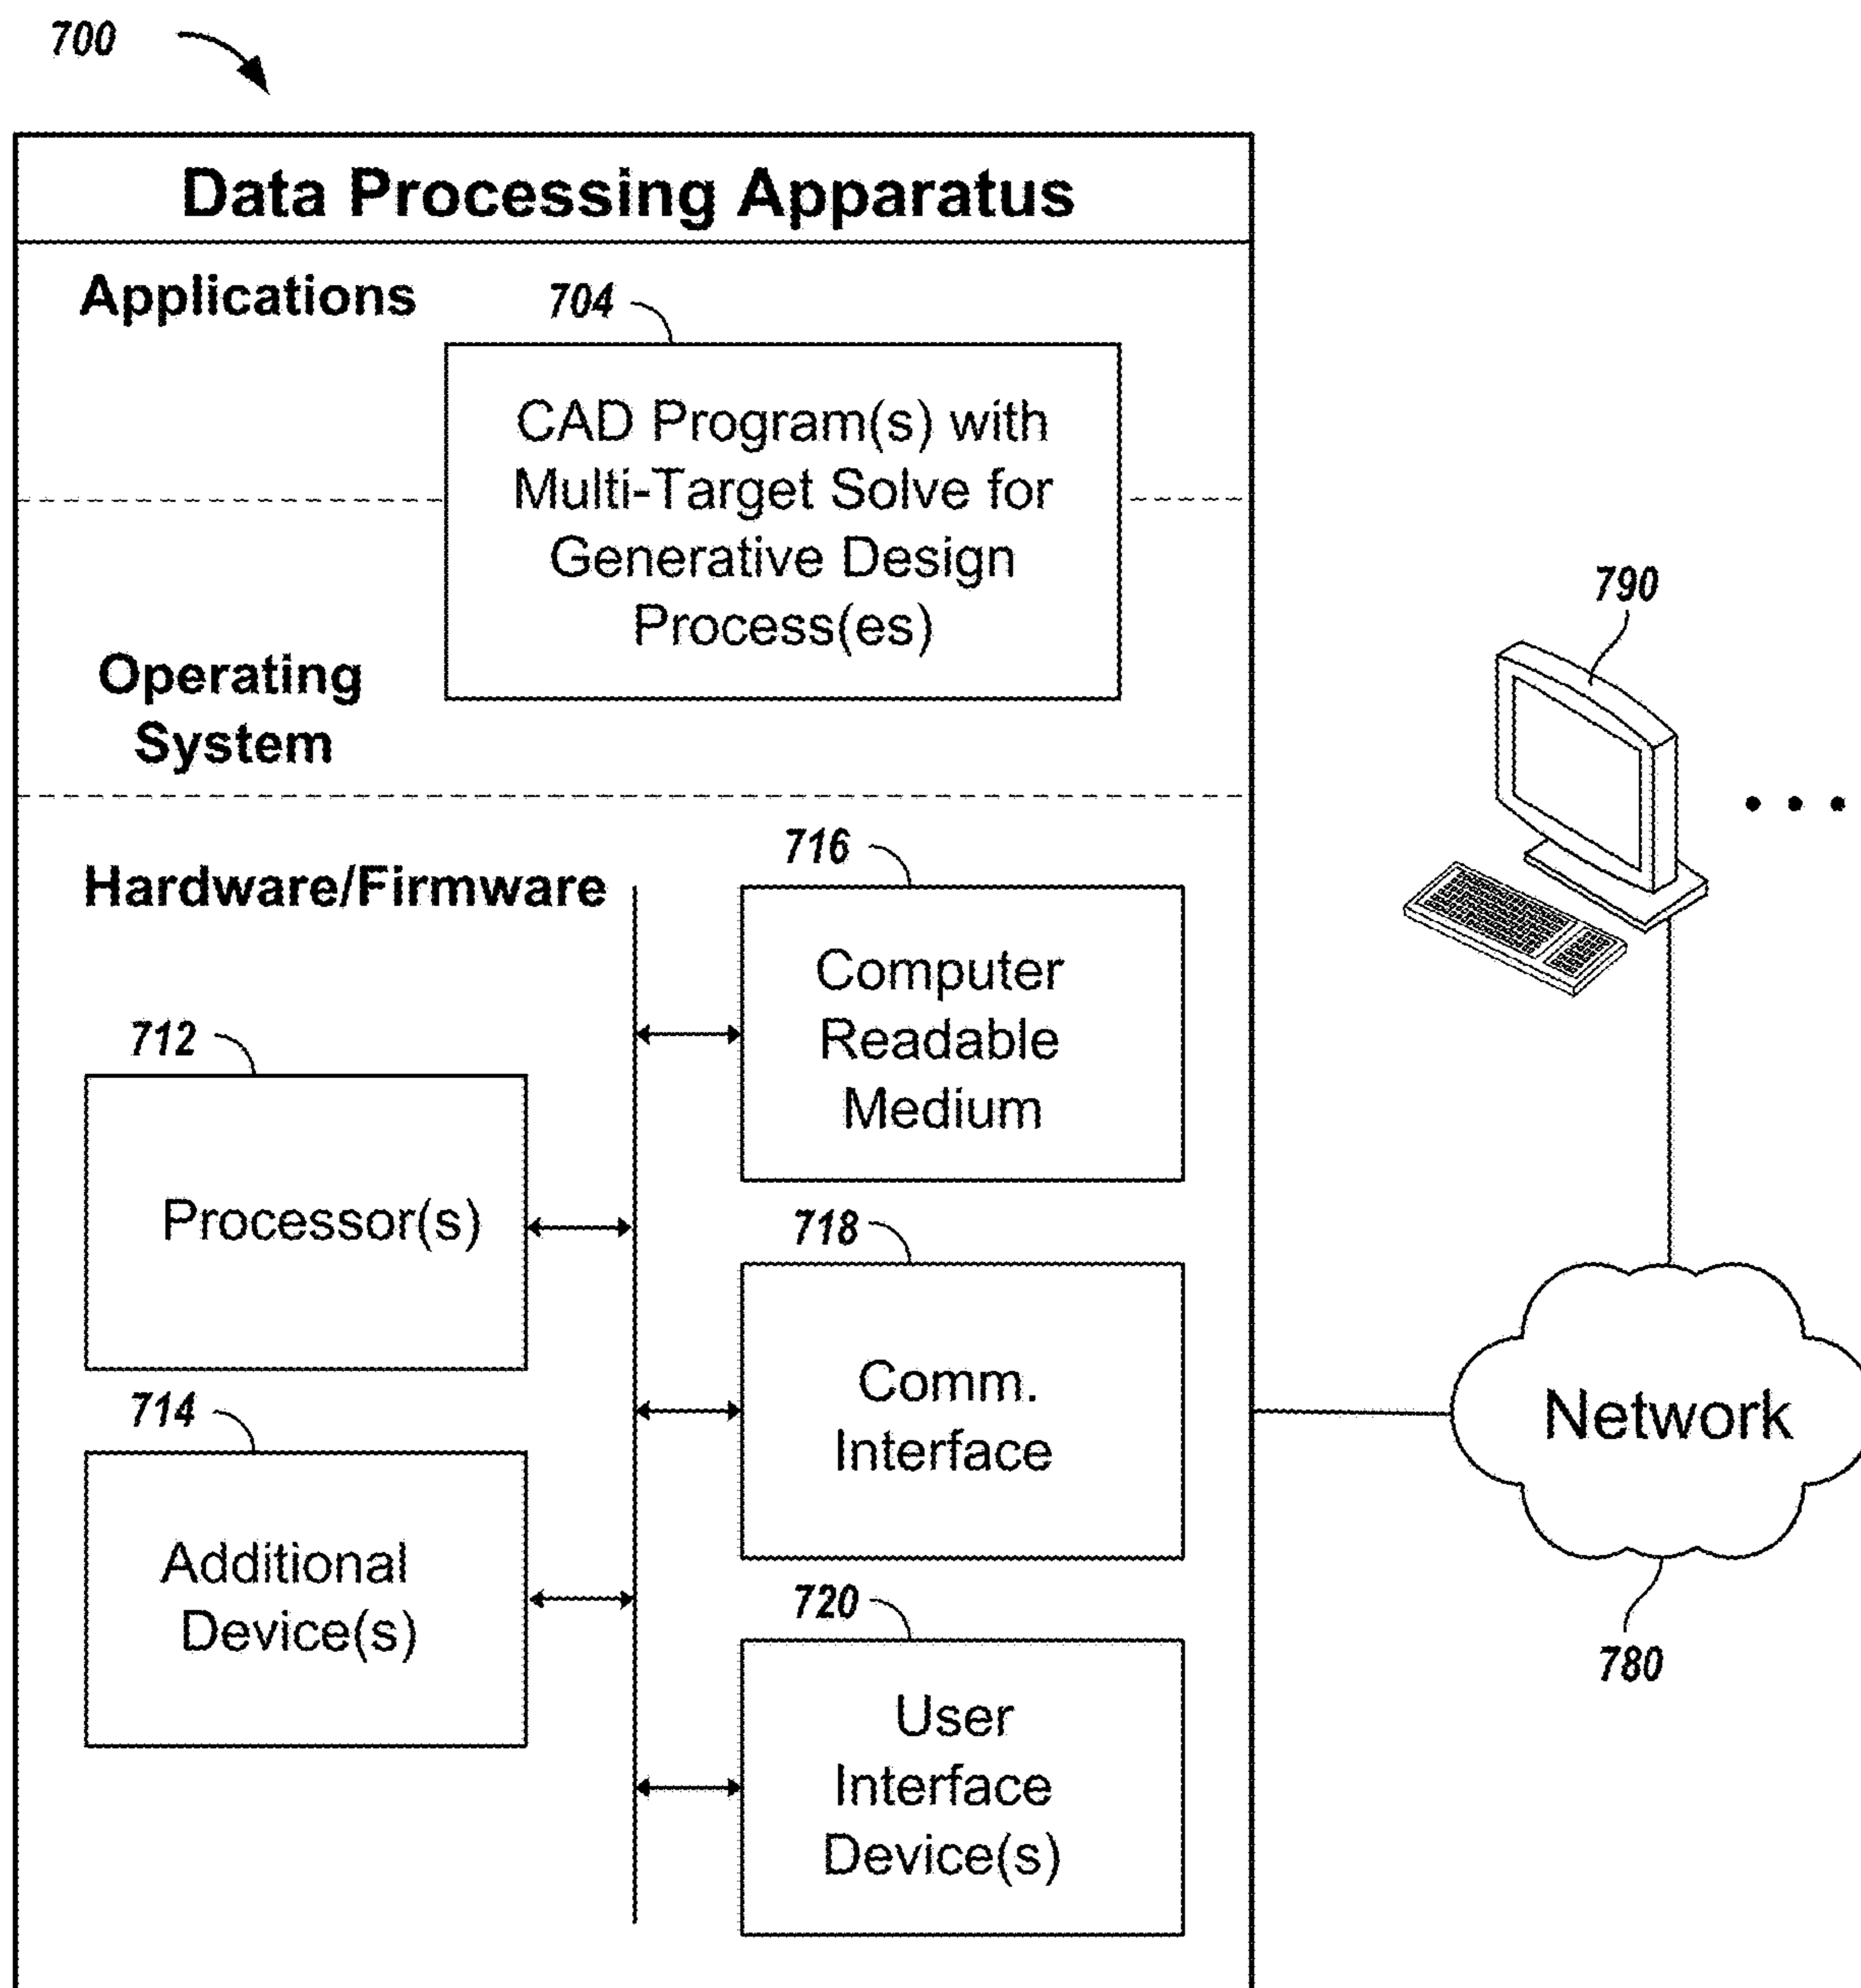 700
Data Processing Apparatus
Applications
704
CAD Program(s) with
Multi-Target Solve for
Generative Design
Process(es)
Operating
System
790
Hardware/Firmware
716
Computer
Readable
Medium
712
Processor(s)
718
Comm.
Interface
714
Additional
Device(s)
720
User
Interface
Device(s)
Network
780